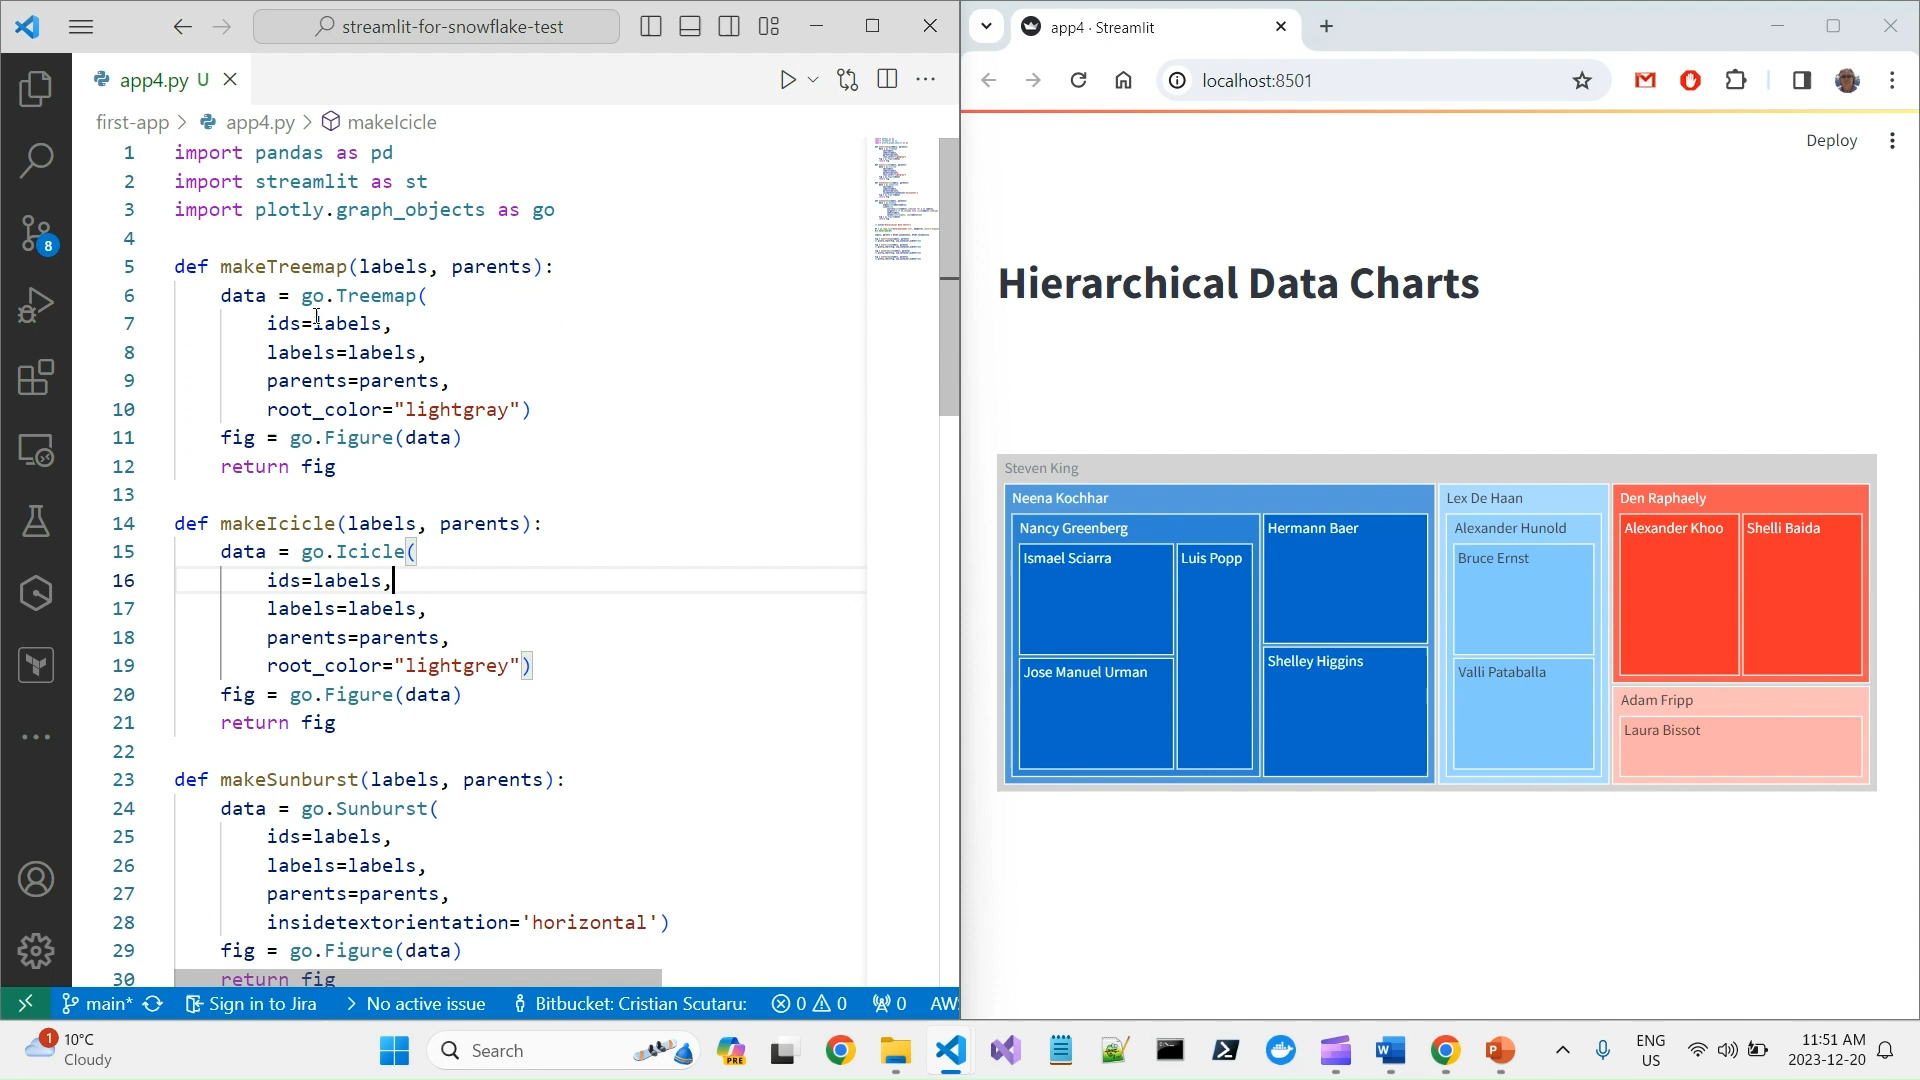 streamlit-for-snowflake-test
app4.py U
first-app > app4.py > makeIcicle
1 import pandas as pd
2 import streamlit as st
3 import plotly.graph_objects as go
4
5 def makeTreemap(labels, parents):
6 data = go.Treemap(
7 ids=labels,
8 labels=labels,
9 parents=parents,
10 root_color="lightgray")
11 fig = go.Figure(data)
12 return fig
13
14 def makeIcicle(labels, parents):
15 data = go.Icicle(
16 ids=labels,
17 labels=labels,
18 parents=parents,
19 root_color="lightgrey")
20 fig = go.Figure(data)
21 return fig
22
23 def makeSunburst(labels, parents):
24 data = go.Sunburst(
25 ids=labels,
26 labels=labels,
27 parents=parents,
28 insidetextorientation='horizontal')
29 fig = go.Figure(data)
30 return fig
8
main* Sign in to Jira No active issue Bitbucket: Cristian Scutaru: 0 0 0 AW
app4 · Streamlit
localhost:8501
Deploy
Hierarchical Data Charts
Steven King
Neena Kochhar
Nancy Greenberg
Ismael Sciarra
Luis Popp
Jose Manuel Urman
Hermann Baer
Shelley Higgins
Lex De Haan
Alexander Hunold
Bruce Ernst
Valli Pataballa
Den Raphaely
Alexander Khoo
Shelli Baida
Adam Fripp
Laura Bissot
1
10°C
Cloudy
Search
PRE
ENG
US
11:51 AM
2023-12-20